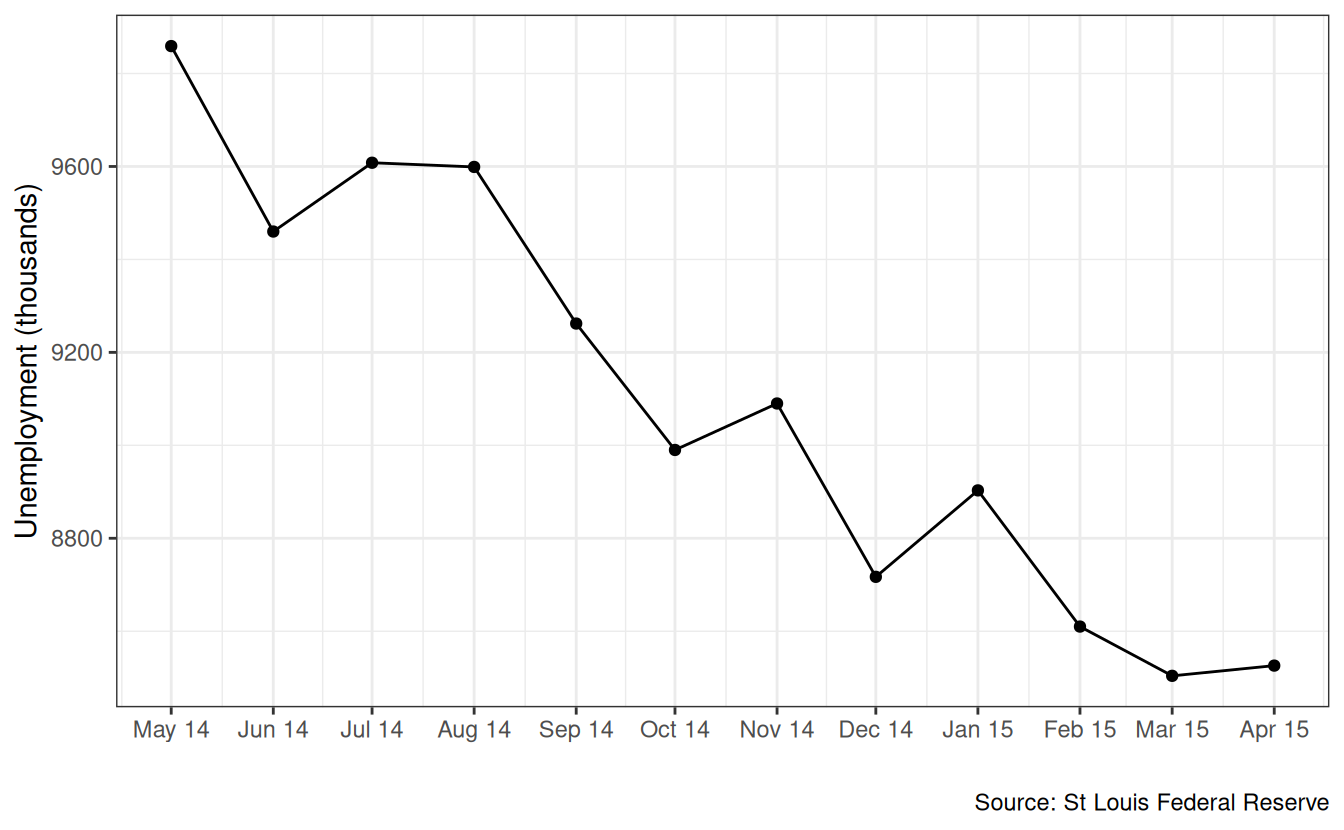 Unemployment (thousands)
9600
9200
8800
May 14 Jun 14 Jul 14 Aug 14 Sep 14 Oct 14 Nov 14 Dec 14 Jan 15 Feb 15 Mar 15 Apr 15
Source: St Louis Federal Reserve